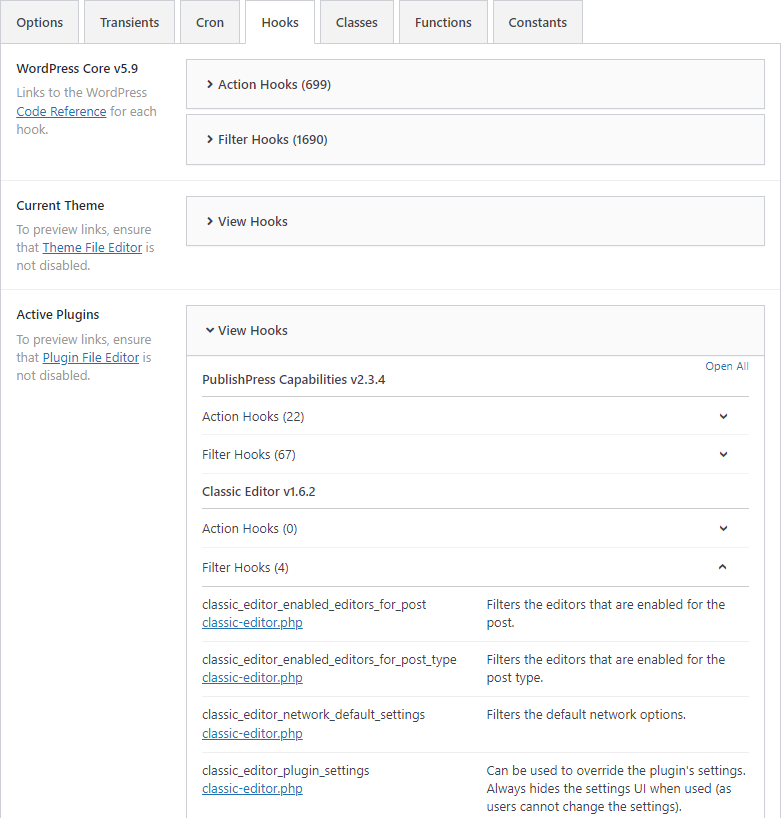 Options Transients Cron Hooks Classes Functions Constants
WordPress Core v5.9
Links to the WordPress
Code Reference for each
hook.
Action Hooks (699)
Filter Hooks (1690)
Current Theme
To preview links, ensure
that Theme File Editor is
not disabled.
View Hooks
Active Plugins
To preview links, ensure
that Plugin File Editor is
not disabled.
View Hooks
Open All
PublishPress Capabilities v2.3.4
Action Hooks (22)
Filter Hooks (67)
Classic Editor v1.6.2
Action Hooks (0)
Filter Hooks (4)
classic_editor_enabled_editors_for_post
classic-editor.php
Filters the editors that are enabled for the
post.
classic_editor_enabled_editors_for_post_type
classic-editor.php
Filters the editors that are enabled for the
post type.
classic_editor_network_default_settings
classic-editor.php
Filters the default network options.
classic_editor_plugin_settings
classic-editor.php
Can be used to override the plugin's settings.
Always hides the settings UI when used (as
users cannot change the settings).